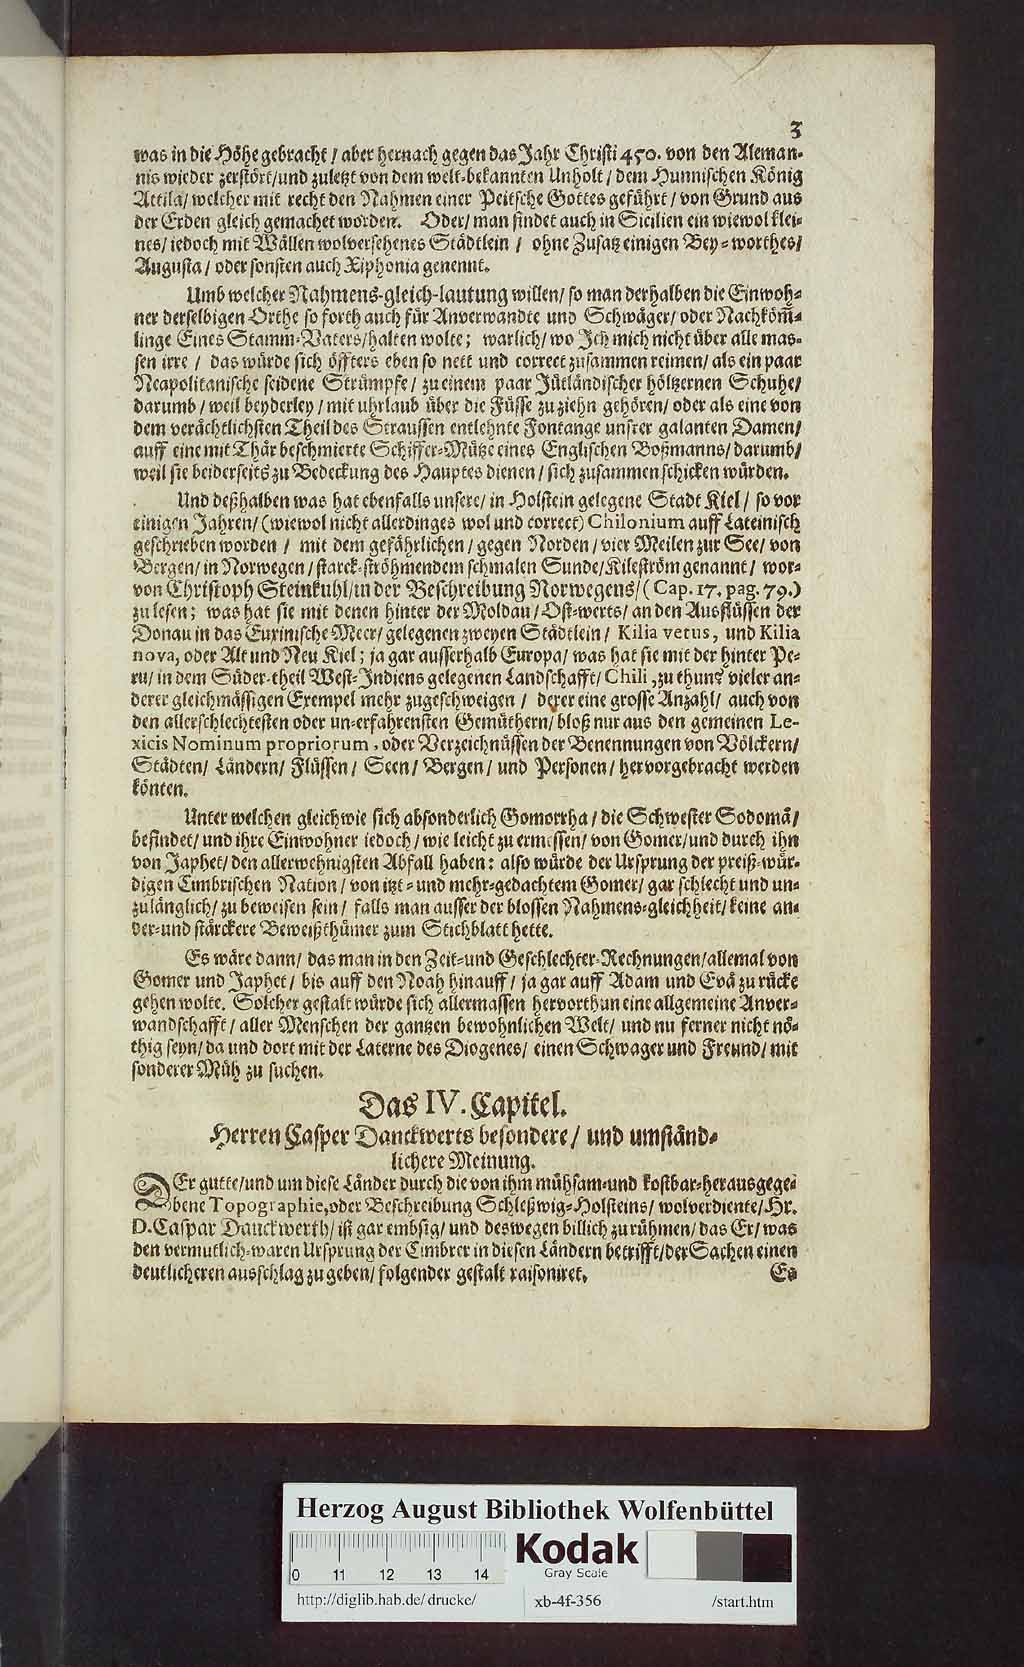 3
was in die Höhe gebracht / aber hernach gegen das Jahr Christi 450. von den Aleman-
nis wieder zerstört/und zuletzt von dem welt-bekannten Unholt / dem Hunnischen König
Attila/ welcher mit recht den Nahmen einer Peitsche Gottes geführt / von Grund aus
der Erden gleich gemachet worden. Oder/ man findet auch in Sicilien ein wiewol klei-
nes/ iedoch mit Wällen wolversehenes Städtlein / ohne Zusatz einigen Bey-worthes/
Augusta / oder sonsten auch Xiphonia genennt.
Umb welcher Nahmens-gleich-lautung willen/ so man derhalben die Einwoh-
ner derselbigen Orthe so forth auch für Anverwandte und Schwäger/ oder Nachköm̃-
linge Eines Stamm-Vaters/halten wolte; warlich/ wo Ich mich nicht über alle mas-
sen irre / das würde sich öffters eben so nett und correct zusammen reimen/ als ein paar
Neapolitanische seidene Strümpfe / zu einem paar Jütländischer höltzernen Schuhe/
darumb / weil beyderley / mit uhrlaub über die Füsse zu ziehn gehören/ oder als eine von
dem verächtlichsten Theil des Straussen entlehnte Fontange unsrer galanten Damen/
auff eine mit Thär beschmierte Schiffer-Mütze eines Englischen Boßmanns/ darumb/
weil sie beiderseits zu Bedeckung des Hauptes dienen / sich zusammen schicken würden.
Und deßhalben was hat ebenfalls unsere/ in Holstein gelegene Stadt Kiel / so vor
einigen Jahren/ (wiewol nicht allerdinges wol und correct) Chilonium auff Lateinisch
geschrieben worden / mit dem gefährlichen / gegen Norden / vier Meilen zur See/ von
Bergen/ in Norwegen / starck-ströhmendem schmalen Sunde/ Kileström genannt / wor-
von Christoph Steinkuhl/ in der Beschreibung Norwegens/ ( Cap. 17. pag. 79.)
zu lesen; was hat sie mit denen hinter der Moldau/ Ost-werts/ an den Ausflüssen der
Donau in das Euxinische Meer/ gelegenen zweyen Städtlein / Kilia vetus, und Kilia
nova, oder Alt und Neu Kiel; ja gar ausserhalb Europa/ was hat sie mit der hinter Pe-
ru/ in dem Süder-theil West-Indiens gelegenen Landschafft/ Chili, zu thun? vieler an-
derer gleichmässigen Exempel mehr zugeschweigen / derer eine grosse Anzahl/ auch von
den allerschlechtesten oder un-erfahrensten Gemüthern/ bloß nur aus den gemeinen Le-
xicis Nominum propriorum, oder Verzeichnüssen der Benennungen von Völckern/
Städten/ Ländern/ Flüssen / Seen / Bergen / und Personen / hervorgebracht werden
könten.
Unter welchen gleichwie sich absonderlich Gomorrha / die Schwester Sodomä/
befindet/ und ihre Einwohner iedoch / wie leicht zu ermessen/ von Gomer/ und durch ihn
von Japhet/ den allerwehnigsten Abfall haben: also würde der Ursprung der preiß-wür-
digen Cimbrischen Nation / von itzt- und mehr-gedachtem Gomer/ gar schlecht und un-
zulänglich/ zu beweisen sein / falls man ausser der blossen Nahmens-gleichheit/ keine an-
der-und stärckere Beweißthümer zum Stichblatt hette.
Es wäre dann/ das man in den Zeit-und Geschlechter-Rechnungen/ allemal von
Gomer und Japhet / bis auff den Noah hinauff / ja gar auff Adam und Evä zu rücke
gehen wolte. Solcher gestalt würde sich allermassen hervorthun eine allgemeine Anver-
wandschafft / aller Menschen der gantzen bewohnlichen Welt/ und nu ferner nicht nö-
thig seyn/ da und dort mit der Laterne des Diogenes / einen Schwager und Freund/ mit
sonderer Müh zu suchen.
Das IV. Capitel.
Herren Casper Danckwerts besondere / und umständ-
lichere Meinung.
DEr gutte/und um diese Länder durch die von ihm mühsam-und kostbar-herausgege-
bene Topographie, oder Beschreibung Schleßwig-Holsteins/ wolverdiente/ Hr.
D. Caspar Danckwerth/ ist gar embsig/ und deswegen billich zu rühmen/ das Er/ was
den vermutlich-waren Ursprung der Cimbrer in diesen Ländern betrifft/der Sachen einen
deutlicheren ausschlag zu geben/ folgender gestalt raisoniret.
Es
Herzog August Bibliothek Wolfenbüttel
Kodak
Gray Scale
0 11 12 13 14
http://diglib.hab.de/drucke/ xb-4f-356 /start.htm